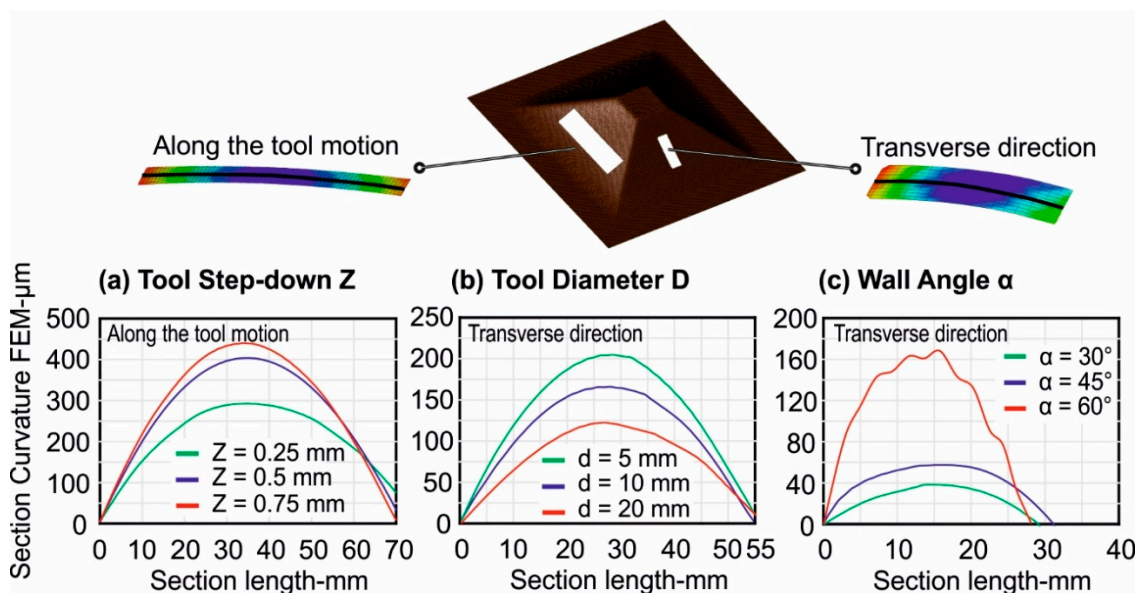 Along the tool motion
Transverse direction
Section Curvature FEM-μm
(a) Tool Step-down Z
500
400
300
200
100
0
Along the tool motion
Z = 0.25 mm
Z = 0.5 mm
Z = 0.75 mm
0 10 20 30 40 50 60 70
Section length-mm
(b) Tool Diameter D
250
200
150
100
50
0
Transverse direction
d = 5 mm
d = 10 mm
d = 20 mm
0 10 20 30 40 50 55
Section length-mm
(c) Wall Angle α
200
160
120
80
40
0
Transverse direction
α = 30°
α = 45°
α = 60°
0 10 20 30 40
Section length-mm